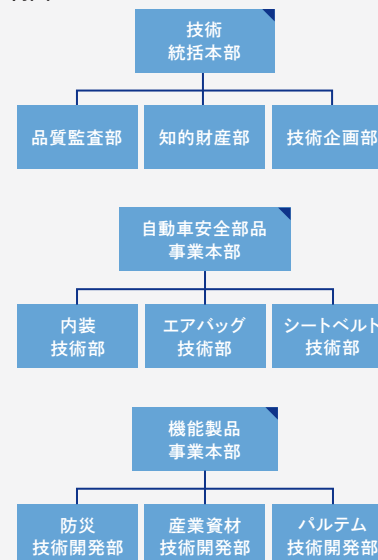 技術
統括本部
品質監査部
知的財産部
技術企画部
自動車安全部品
事業本部
内装
技術部
エアバッグ
技術部
シートベルト
技術部
機能製品
事業本部
防災
技術開発部
産業資材
技術開発部
パルテム
技術開発部